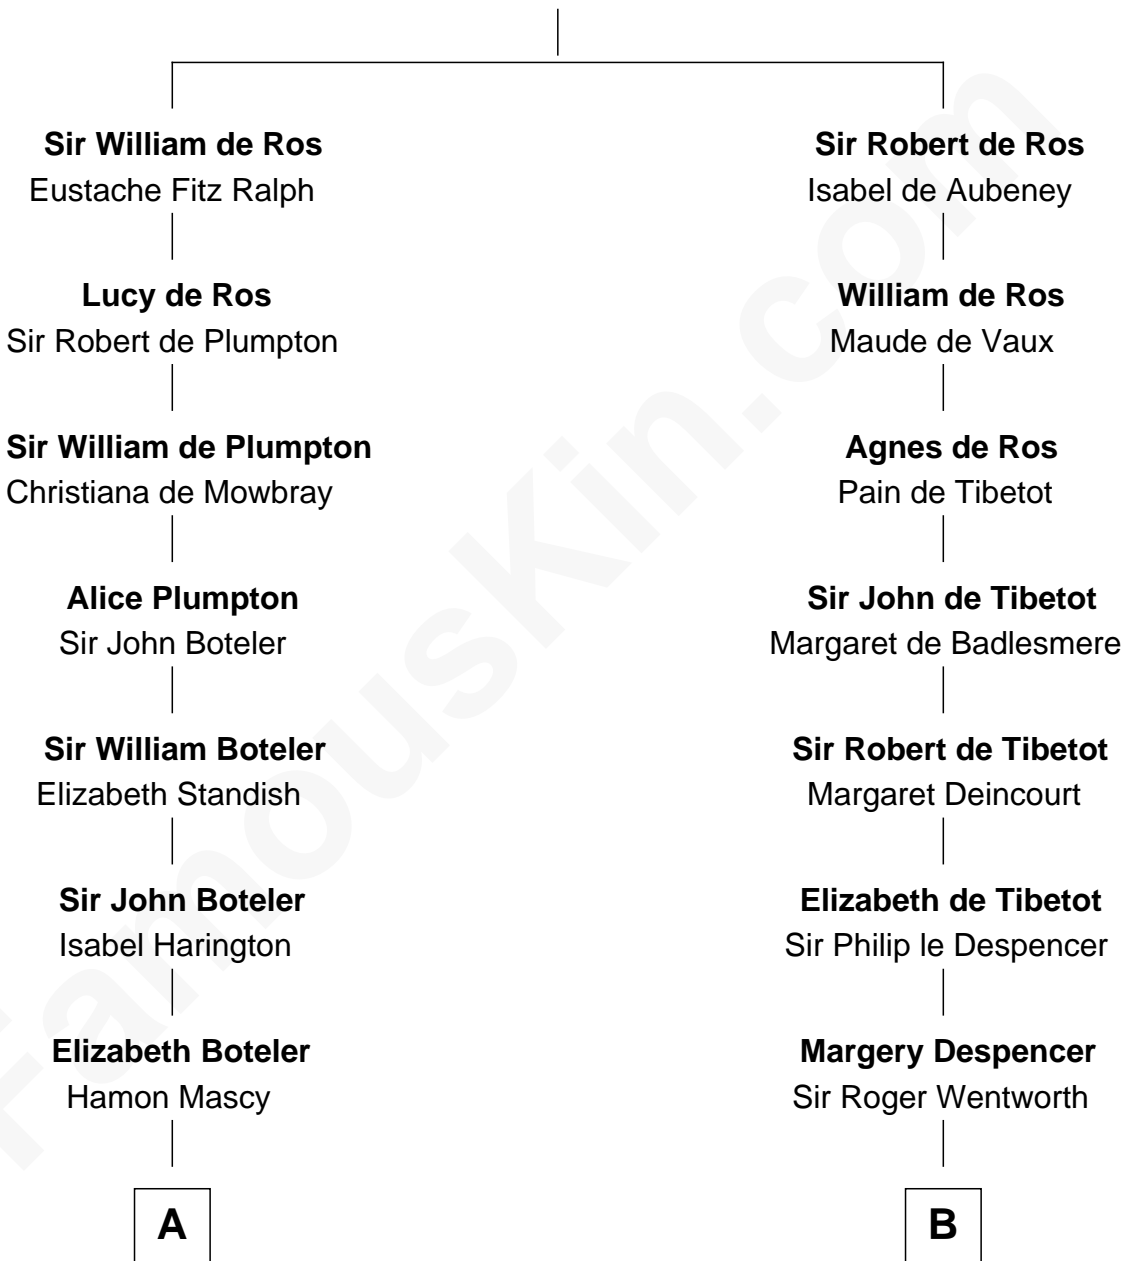 Sir William de Ros
Eustache Fitz Ralph
Lucy de Ros
Sir Robert de Plumpton
Sir William de Plumpton
Christiana de Mowbray
Alice Plumpton
Sir John Boteler
Sir William Boteler
Elizabeth Standish
Sir John Boteler
Isabel Harington
Elizabeth Boteler
Hamon Mascy
A
Sir Robert de Ros
Isabel de Aubeney
William de Ros
Maude de Vaux
Agnes de Ros
Pain de Tibetot
Sir John de Tibetot
Margaret de Badlesmere
Sir Robert de Tibetot
Margaret Deincourt
Elizabeth de Tibetot
Sir Philip le Despencer
Margery Despencer
Sir Roger Wentworth
B
FamousKin.com